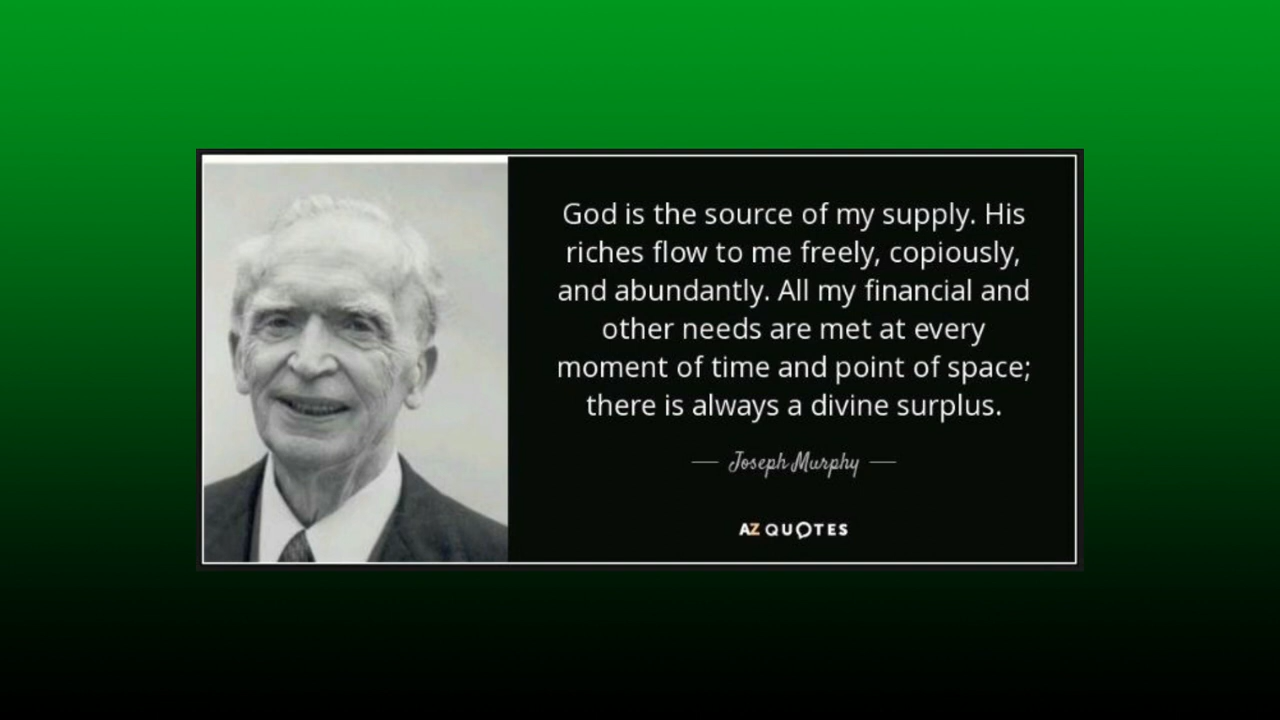 God is the source of my supply. His
riches flow to me freely, copiously,
and abundantly. All my financial and
other needs are met at every
moment of time and point of space;
there is always a divine surplus.
Joseph Murphy
AZ QUOTES